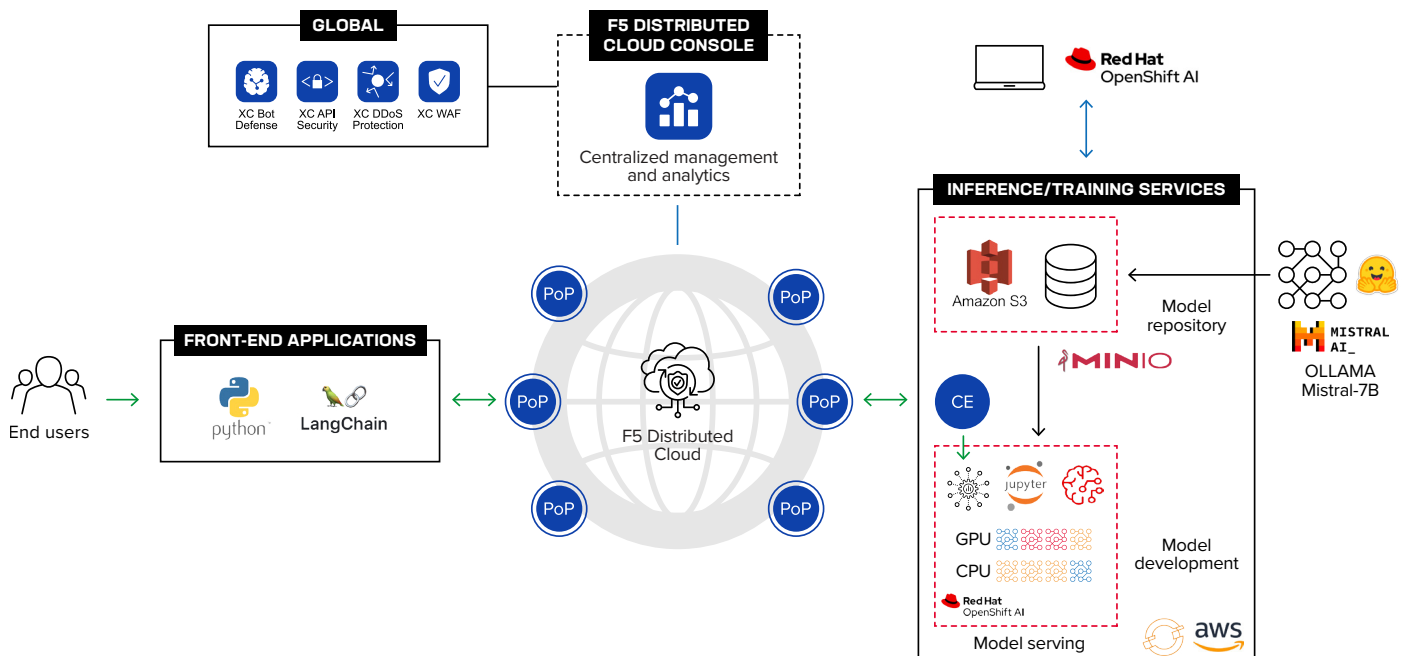 GLOBAL
XC Bot
Defense
XC API
Security
XC DDoS
Protection
XC WAF
F5 DISTRIBUTED
CLOUD CONSOLE
Centralized management
and analytics
Red Hat
OpenShift AI
INFERENCE/TRAINING SERVICES
Amazon S3
Model
repository
MINIO
MISTRAL
AI_
OLLAMA
Mistral-7B
FRONT-END APPLICATIONS
python
LangChain
End users
PoP
PoP
PoP
PoP
PoP
PoP
F5 Distributed
Cloud
CE
jupyter
GPU
CPU
Red Hat
OpenShift AI
Model
development
Model serving
aws